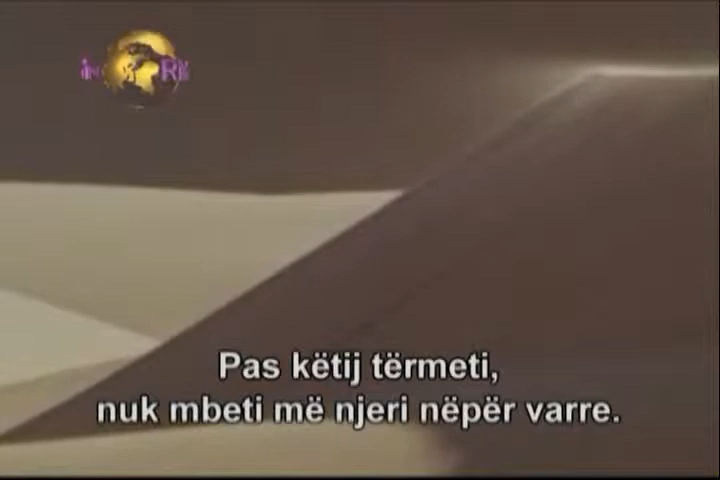 Pas këtij tërmeti,
nuk mbeti më njeri nëpër varre.